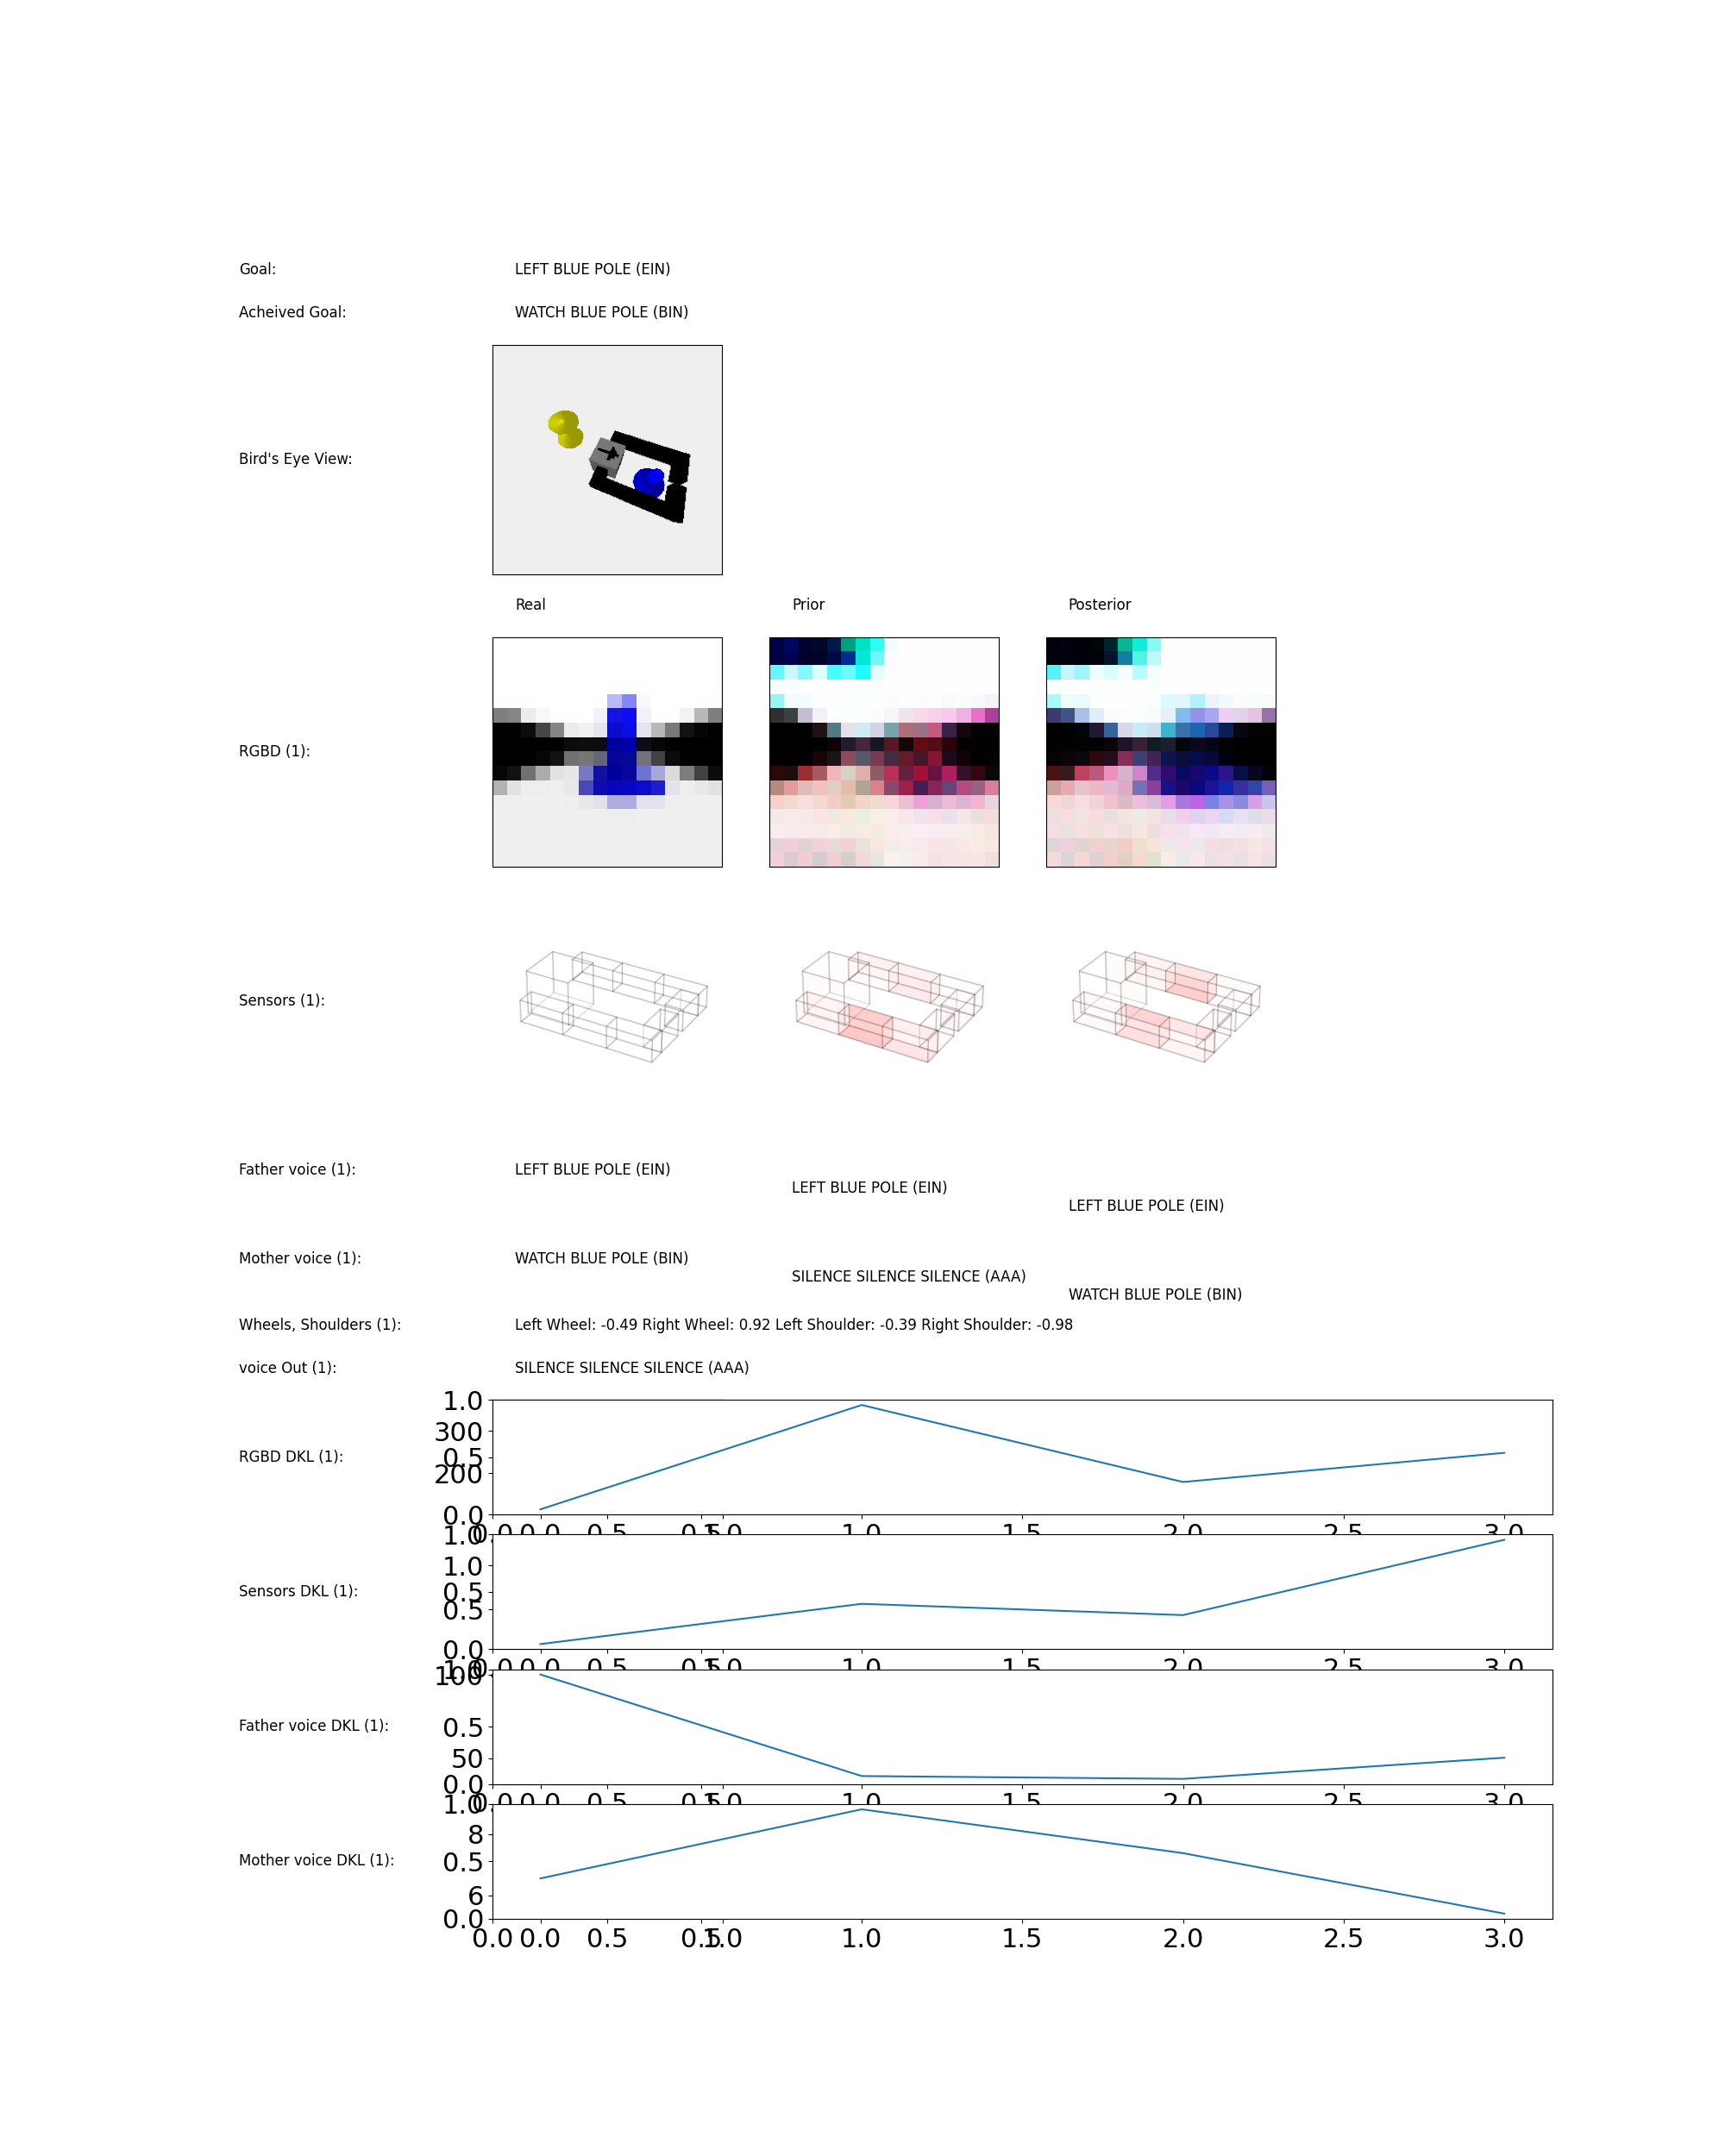 Goal: LEFT BLUE POLE (EIN)
Acheived Goal: WATCH BLUE POLE (BIN)
Bird's Eye View:
Real Prior Posterior
RGBD (1):
Sensors (1):
Father voice (1): LEFT BLUE POLE (EIN)
LEFT BLUE POLE (EIN)
LEFT BLUE POLE (EIN)
Mother voice (1): WATCH BLUE POLE (BIN)
SILENCE SILENCE SILENCE (AAA)
WATCH BLUE POLE (BIN)
Wheels, Shoulders (1): Left Wheel: -0.49 Right Wheel: 0.92 Left Shoulder: -0.39 Right Shoulder: -0.98
voice Out (1): SILENCE SILENCE SILENCE (AAA)
1.0
300
RGBD DKL (1): 0.5
200
0.0
0.0 0.0 0.5 0.5 1.0 1.0 1.5 2.0 2.5 3.0
1.0
1.0
Sensors DKL (1): 0.5
0.5
0.0
0.0 0.0 0.5 0.5 1.0 1.0 1.5 2.0 2.5 3.0
1.0
100
Father voice DKL (1): 0.5
50
0.0
0.0 0.0 0.5 0.5 1.0 1.0 1.5 2.0 2.5 3.0
1.0
8
Mother voice DKL (1): 0.5
6
0.0
0.0 0.0 0.5 0.5 1.0 1.0 1.5 2.0 2.5 3.0